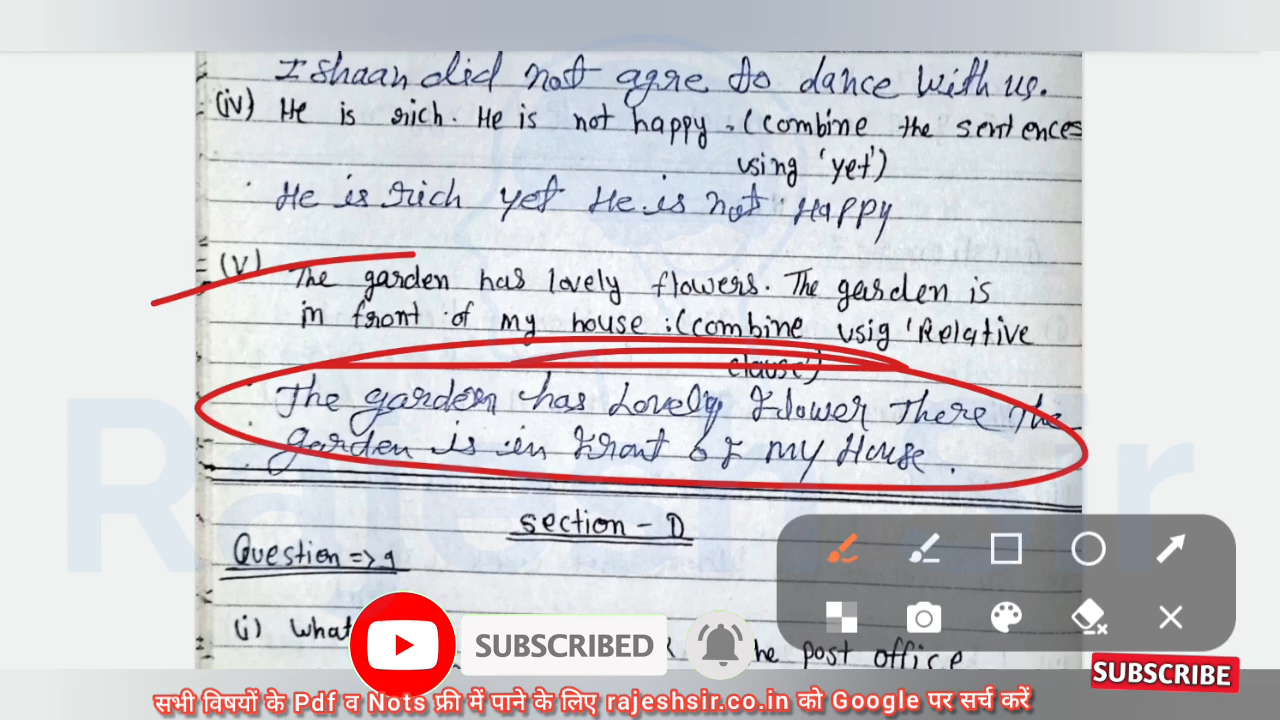 Ishaan did not agre to dance with us.
(iv) He is rich. He is not happy. (combine the sentences
using 'yet')
He is rich yet He is not Happy
(v) The garden has lovely flowers. The garden is
in front of my house :(combine usig 'Relative
clause')
The garden has Lovely Flower There the
garden is in Front of my House.
section - D
Question => 9
(i) What
he post office
SUBSCRIBED
SUBSCRIBE
सभी विषयों के Pdf व Nots फ्री में पाने के लिए rajeshsir.co.in को Google पर सर्च करें